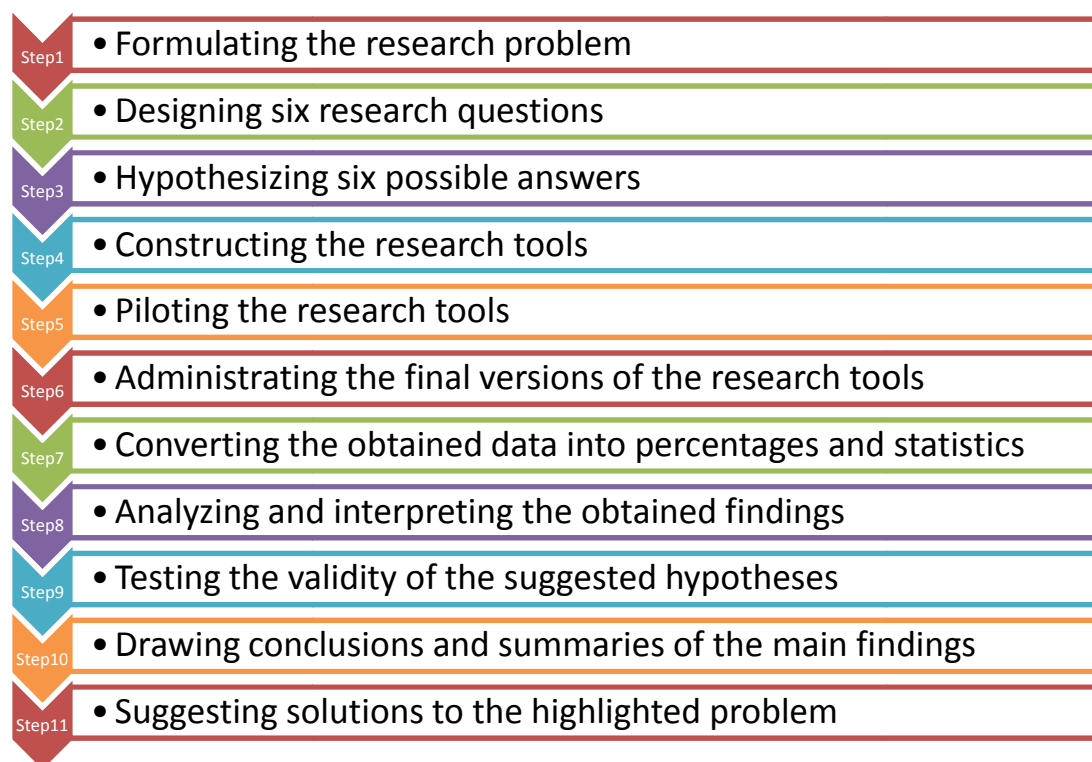 Step1 • Formulating the research problem
Step2 • Designing six research questions
Step3 • Hypothesizing six possible answers
Step4 • Constructing the research tools
Step5 • Piloting the research tools
Step6 • Administrating the final versions of the research tools
Step7 • Converting the obtained data into percentages and statistics
Step8 • Analyzing and interpreting the obtained findings
Step9 • Testing the validity of the suggested hypotheses
Step10 • Drawing conclusions and summaries of the main findings
Step11 • Suggesting solutions to the highlighted problem